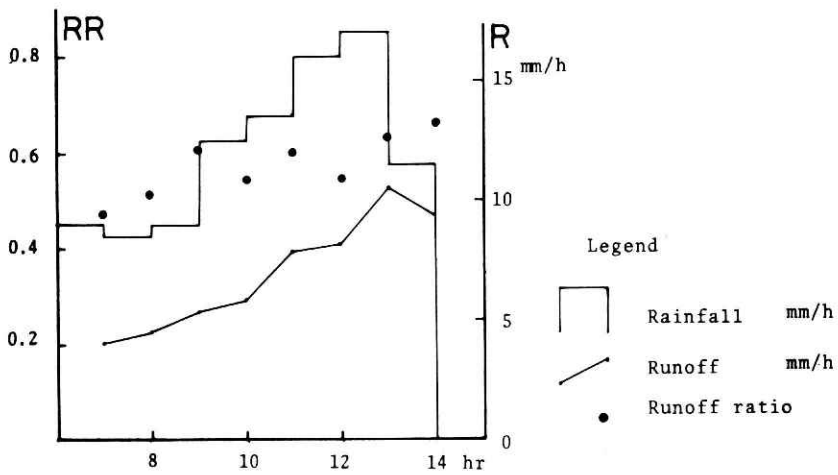 RR
0.8
0.6
0.4
0.2
8 10 12 14 hr
R
mm/h
15
10
5
0
Legend
Rainfall mm/h
Runoff mm/h
Runoff ratio